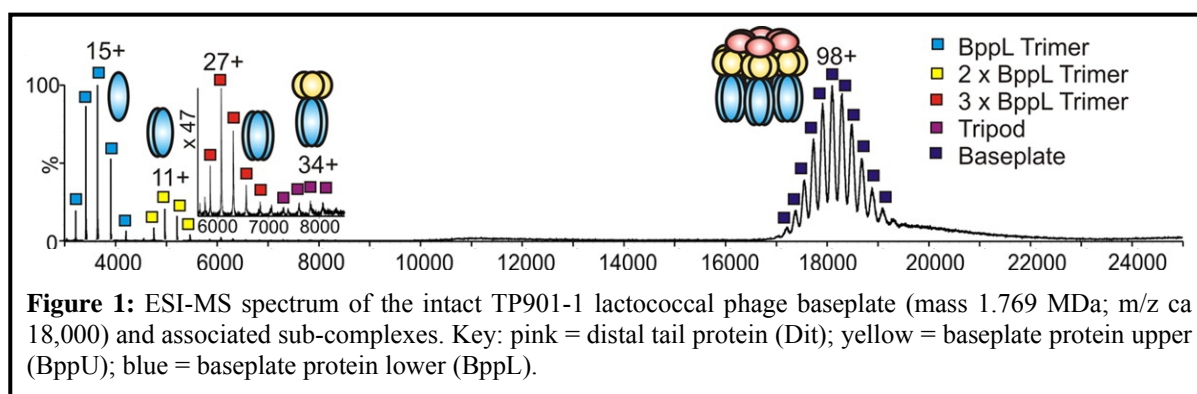 15+
27+
98+
BppL Trimer
2 x BppL Trimer
3 x BppL Trimer
Tripod
Baseplate
100
x 47
34+
%
11+
6000 7000 8000
0
4000 6000 8000 10000 12000 14000 16000 18000 20000 22000 24000
Figure 1: ESI-MS spectrum of the intact TP901-1 lactococcal phage baseplate (mass 1.769 MDa; m/z ca
18,000) and associated sub-complexes. Key: pink = distal tail protein (Dit); yellow = baseplate protein upper
(BppU); blue = baseplate protein lower (BppL).